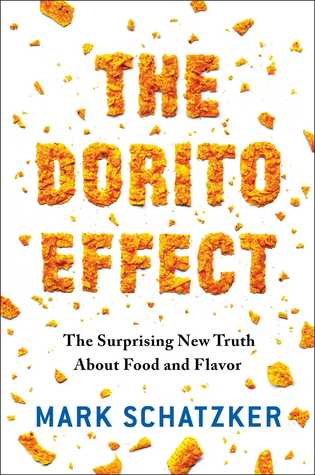 THE
DORITO
EFFECT
The Surprising New Truth
About Food and Flavor
MARK SCHATZKER